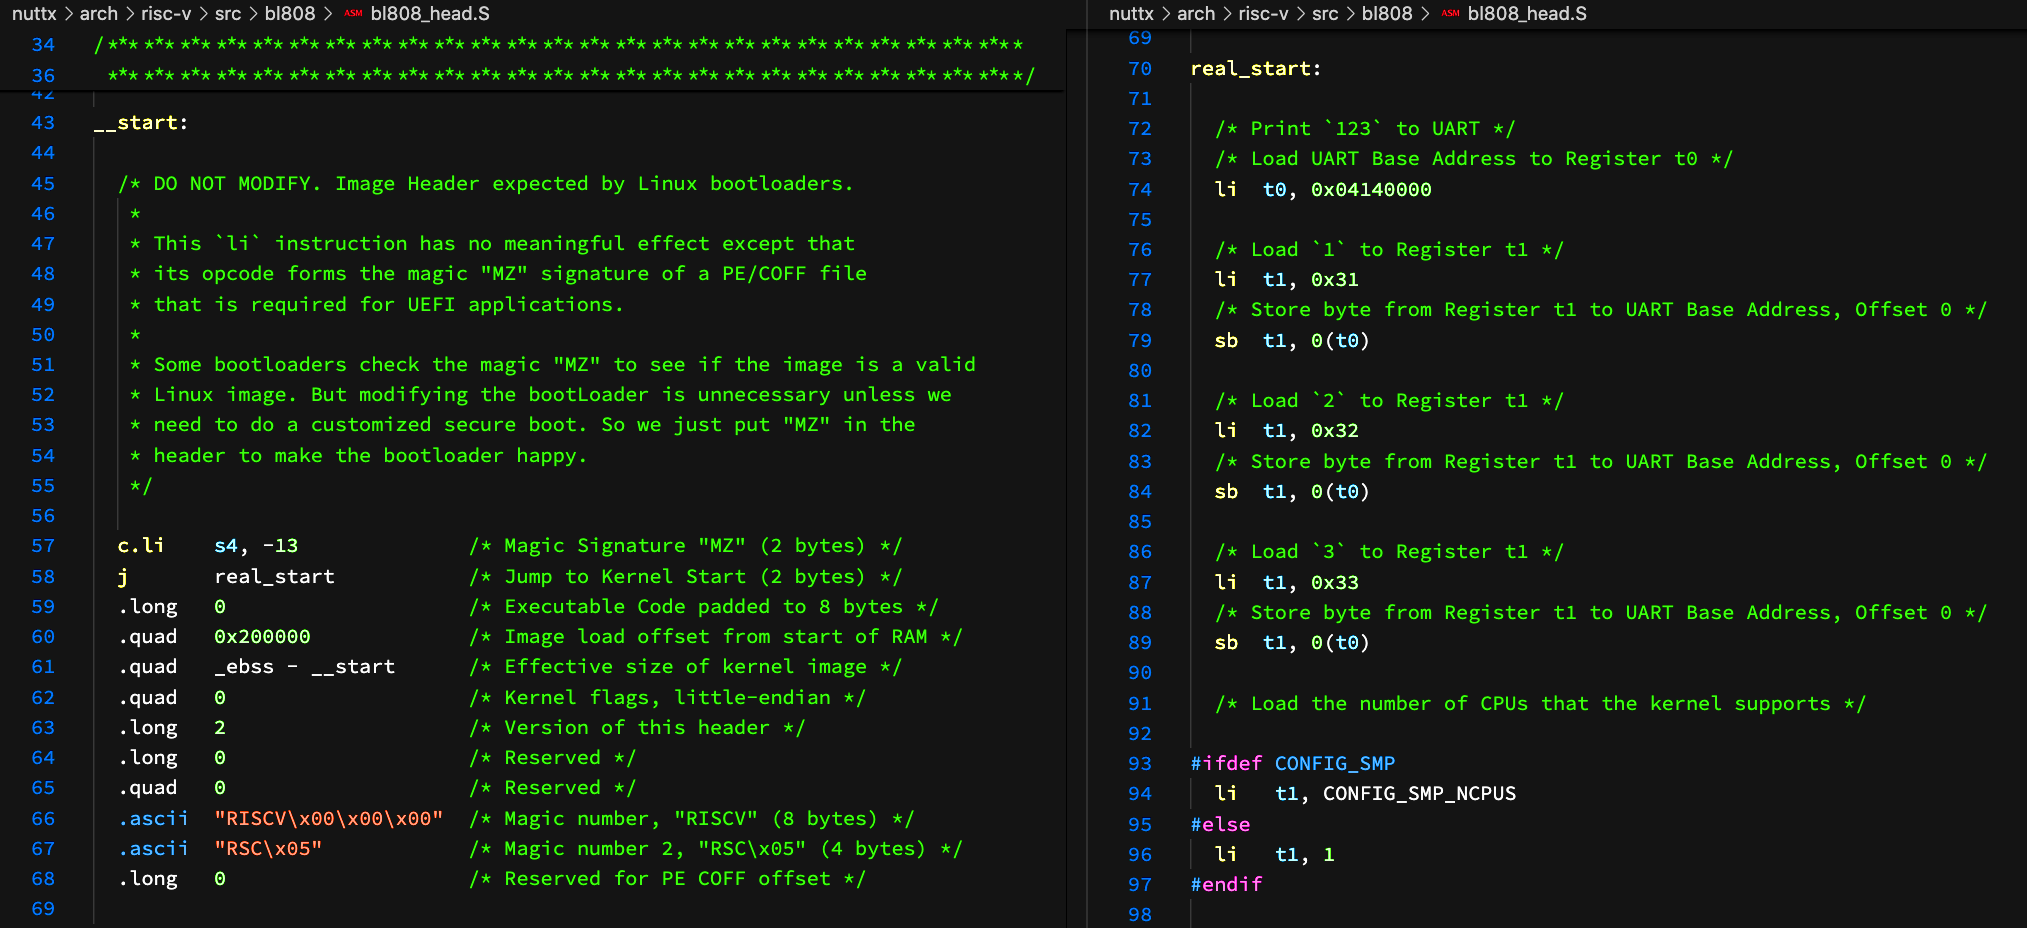 nuttx > arch > risc-v > src > bl808 > ASM bl808_head.S
34 /***********************************************************************
36  ***********************************************************************/
42
43 __start:
44
45   /* DO NOT MODIFY. Image Header expected by Linux bootloaders.
46    *
47    * This `li` instruction has no meaningful effect except that
48    * its opcode forms the magic "MZ" signature of a PE/COFF file
49    * that is required for UEFI applications.
50    *
51    * Some bootloaders check the magic "MZ" to see if the image is a valid
52    * Linux image. But modifying the bootLoader is unnecessary unless we
53    * need to do a customized secure boot. So we just put "MZ" in the
54    * header to make the bootloader happy.
55    */
56
57   c.li    s4, -13              /* Magic Signature "MZ" (2 bytes) */
58   j       real_start           /* Jump to Kernel Start (2 bytes) */
59   .long   0                    /* Executable Code padded to 8 bytes */
60   .quad   0x200000             /* Image load offset from start of RAM */
61   .quad   _ebss - __start      /* Effective size of kernel image */
62   .quad   0                    /* Kernel flags, little-endian */
63   .long   2                    /* Version of this header */
64   .long   0                    /* Reserved */
65   .quad   0                    /* Reserved */
66   .ascii  "RISCV\x00\x00\x00"  /* Magic number, "RISCV" (8 bytes) */
67   .ascii  "RSC\x05"            /* Magic number 2, "RSC\x05" (4 bytes) */
68   .long   0                    /* Reserved for PE COFF offset */
69
nuttx > arch > risc-v > src > bl808 > ASM bl808_head.S
69
70 real_start:
71
72   /* Print `123` to UART */
73   /* Load UART Base Address to Register t0 */
74   li  t0, 0x04140000
75
76   /* Load `1` to Register t1 */
77   li  t1, 0x31
78   /* Store byte from Register t1 to UART Base Address, Offset 0 */
79   sb  t1, 0(t0)
80
81   /* Load `2` to Register t1 */
82   li  t1, 0x32
83   /* Store byte from Register t1 to UART Base Address, Offset 0 */
84   sb  t1, 0(t0)
85
86   /* Load `3` to Register t1 */
87   li  t1, 0x33
88   /* Store byte from Register t1 to UART Base Address, Offset 0 */
89   sb  t1, 0(t0)
90
91   /* Load the number of CPUs that the kernel supports */
92
93 #ifdef CONFIG_SMP
94   li   t1, CONFIG_SMP_NCPUS
95 #else
96   li   t1, 1
97 #endif
98